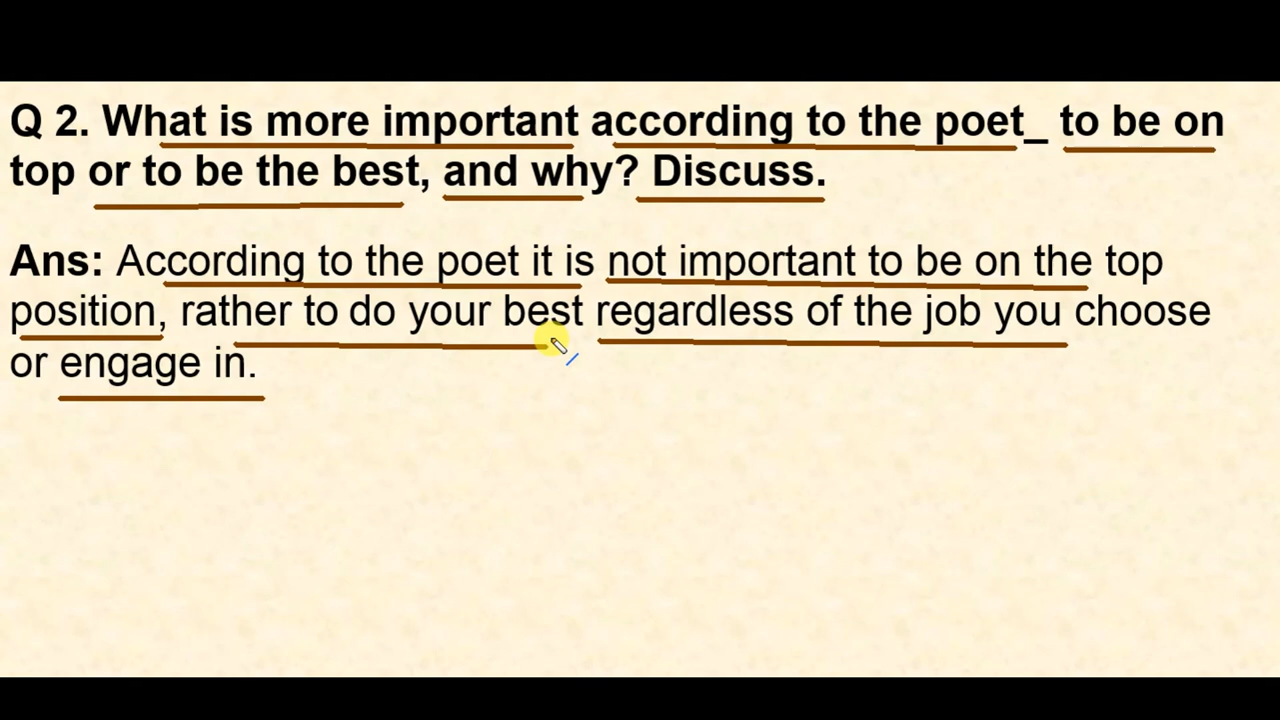 Q 2. What is more important according to the poet_ to be on
top or to be the best, and why? Discuss.
Ans: According to the poet it is not important to be on the top
position, rather to do your best regardless of the job you choose
or engage in.